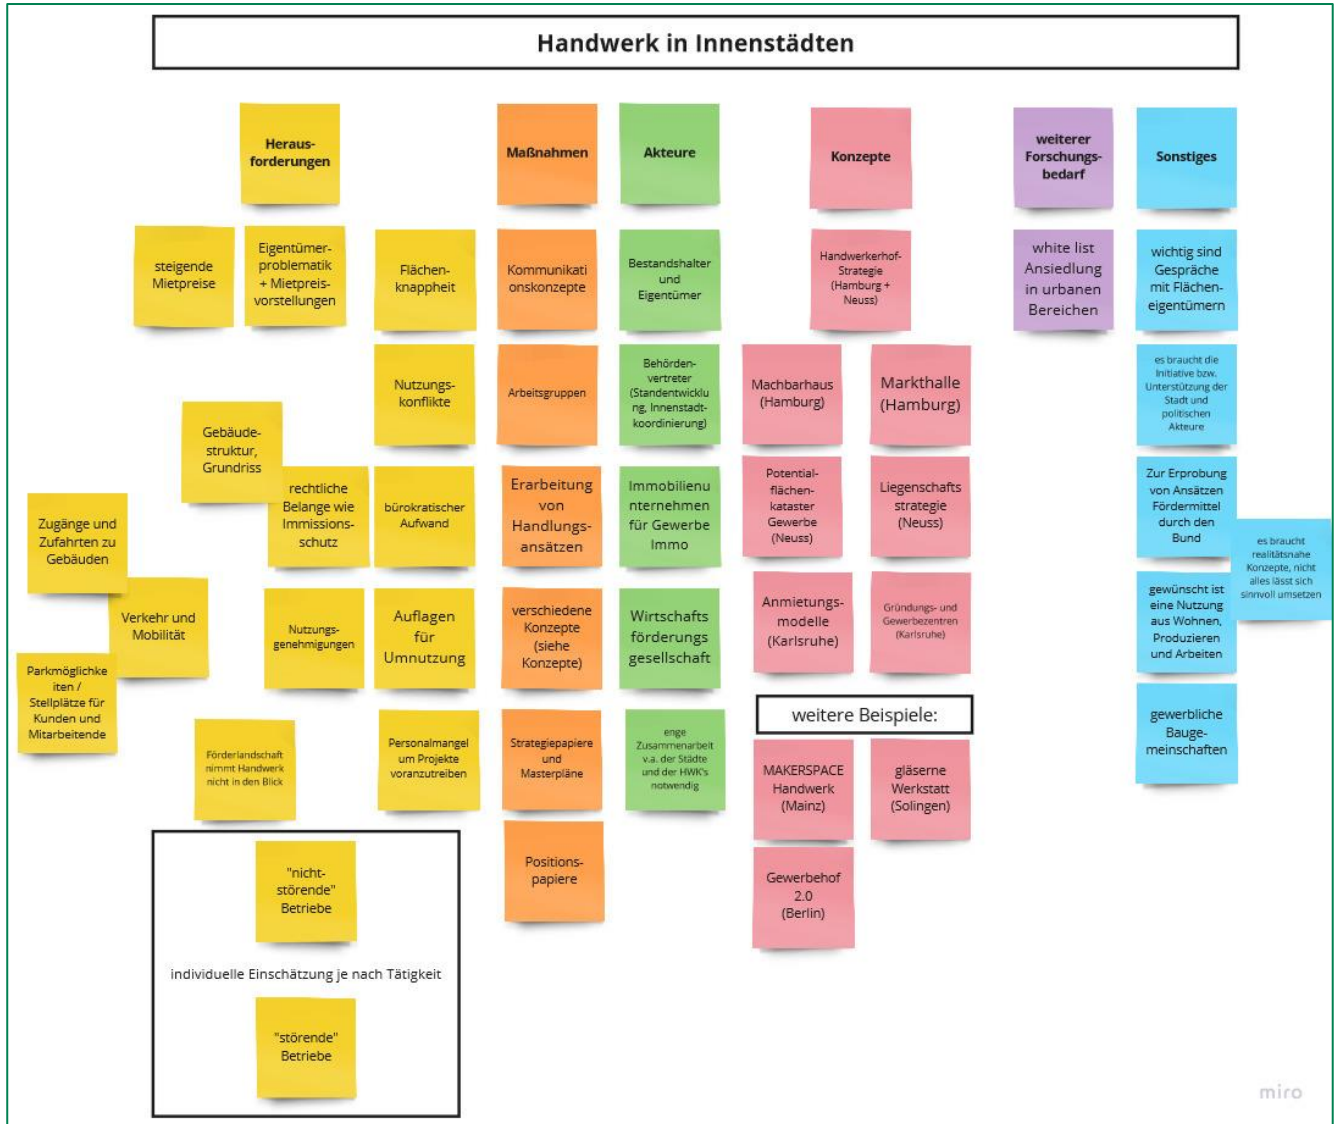 Handwerk in Innenstädten
Heraus-
forderungen
steigende
Mietpreise
Eigentümer-
problematik
+ Mietpreis-
vorstellungen
Flächen-
knappheit
Nutzungs-
konflikte
Gebäude-
struktur,
Grundriss
rechtliche
Belange wie
Immissions-
schutz
bürokratischer
Aufwand
Zugänge und
Zufahrten zu
Gebäuden
Verkehr und
Mobilität
Parkmöglichke
iten /
Stellplätze für
Kunden und
Mitarbeitende
Nutzungs-
genehmigungen
Auflagen
für
Umnutzung
Förderlandschaft
nimmt Handwerk
nicht in den Blick
Personalmangel
um Projekte
voranzutreiben
"nicht-
störende"
Betriebe
individuelle Einschätzung je nach Tätigkeit
"störende"
Betriebe
Maßnahmen
Kommunikati
onskonzepte
Arbeitsgruppen
Erarbeitung
von
Handlungs-
ansätzen
verschiedene
Konzepte
(siehe
Konzepte)
Strategiepapiere
und
Masterpläne
Positions-
papiere
Akteure
Bestandshalter
und
Eigentümer
Behörden-
vertreter
(Standentwicklu
ng, Innenstadt-
koordinierung)
Immobilienu
nternehmen
für Gewerbe
Immo
Wirtschafts
förderungs
gesellschaft
enge
Zusammenarbeit
v.a. der Städte
und der HWK's
notwendig
Konzepte
Handwerkerhof-
Strategie
(Hamburg +
Neuss)
Machbarhaus
(Hamburg)
Markthalle
(Hamburg)
Potential-
flächen-
kataster
Gewerbe
(Neuss)
Liegenschafts
strategie
(Neuss)
Anmietungs-
modelle
(Karlsruhe)
Gründungs- und
Gewerbezentren
(Karlsruhe)
weitere Beispiele:
MAKERSPACE
Handwerk
(Mainz)
gläserne
Werkstatt
(Solingen)
Gewerbehof
2.0
(Berlin)
weiterer
Forschungs-
bedarf
white list
Ansiedlung
in urbanen
Bereichen
Sonstiges
wichtig sind
Gespräche
mit Flächen-
eigentümern
es braucht die
Initiative bzw.
Unterstützung der
Stadt und
politischen
Akteure
Zur Erprobung
von Ansätzen
Fördermittel
durch den
Bund
es braucht
realitätsnahe
Konzepte, nicht
alles lässt sich
sinnvoll umsetzen
gewünscht ist
eine Nutzung
aus Wohnen,
Produzieren
und Arbeiten
gewerbliche
Bauge-
meinschaften
miro